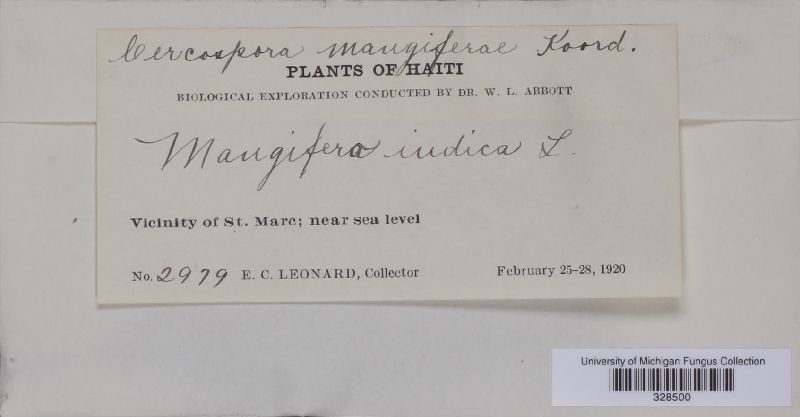 Cercospora mangiferae Koord.
PLANTS OF HAITI
BIOLOGICAL EXPLORATION CONDUCTED BY DR. W. L. ABBOTT
Mangifera indica L.
Vicinity of St. Marc; near sea level
No. 2979 E. C. LEONARD, Collector February 25-28, 1920
University of Michigan Fungus Collection
328500